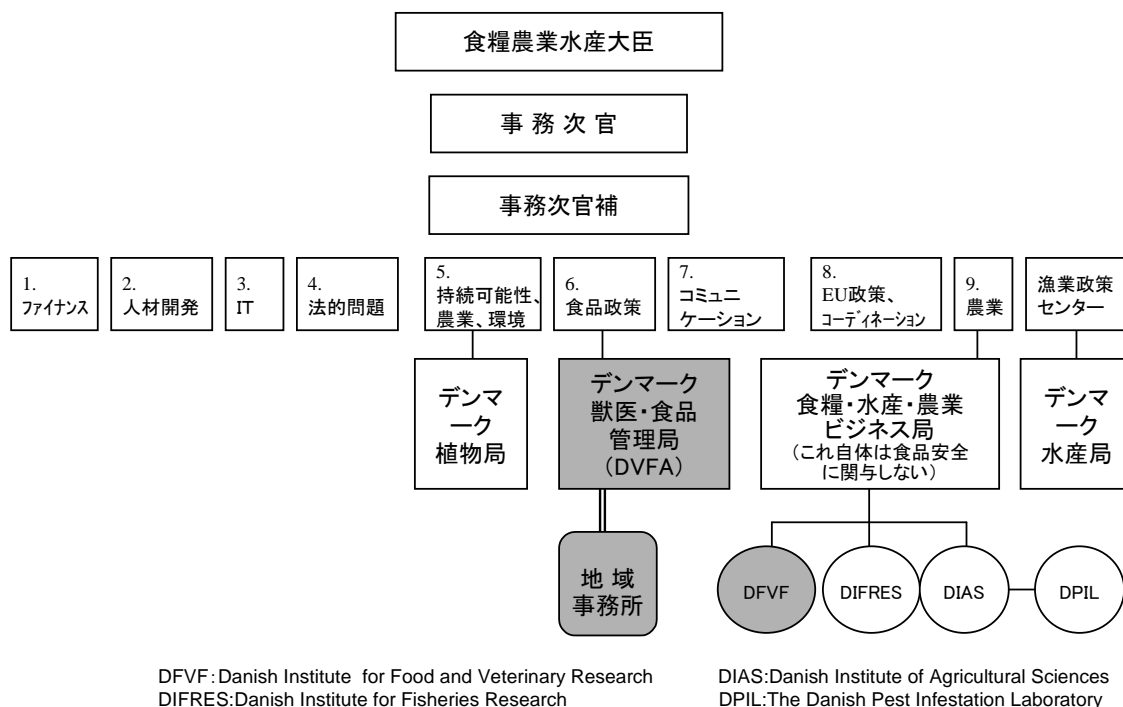 食糧農業水産大臣
事 務 次 官
事務次官補
1.
ファイナンス
2.
人材開発
3.
IT
4.
法的問題
5.
持続可能性、
農業、環境
6.
食品政策
7.
コミュニ
ケーション
8.
EU政策、
コーディネーション
9.
農業
漁業政策
センター
デンマ
ーク
植物局
デンマーク
獣医・食品
管理局
（DVFA）
デンマーク
食糧・水産・農業
ビジネス局
（これ自体は食品安全
に関与しない）
デンマ
ーク
水産局
地 域
事務所
DFVF
DIFRES
DIAS
DPIL
DFVF：Danish Institute for Food and Veterinary Research
DIFRES:Danish Institute for Fisheries Research
DIAS:Danish Institute of Agricultural Sciences
DPIL:The Danish Pest Infestation Laboratory